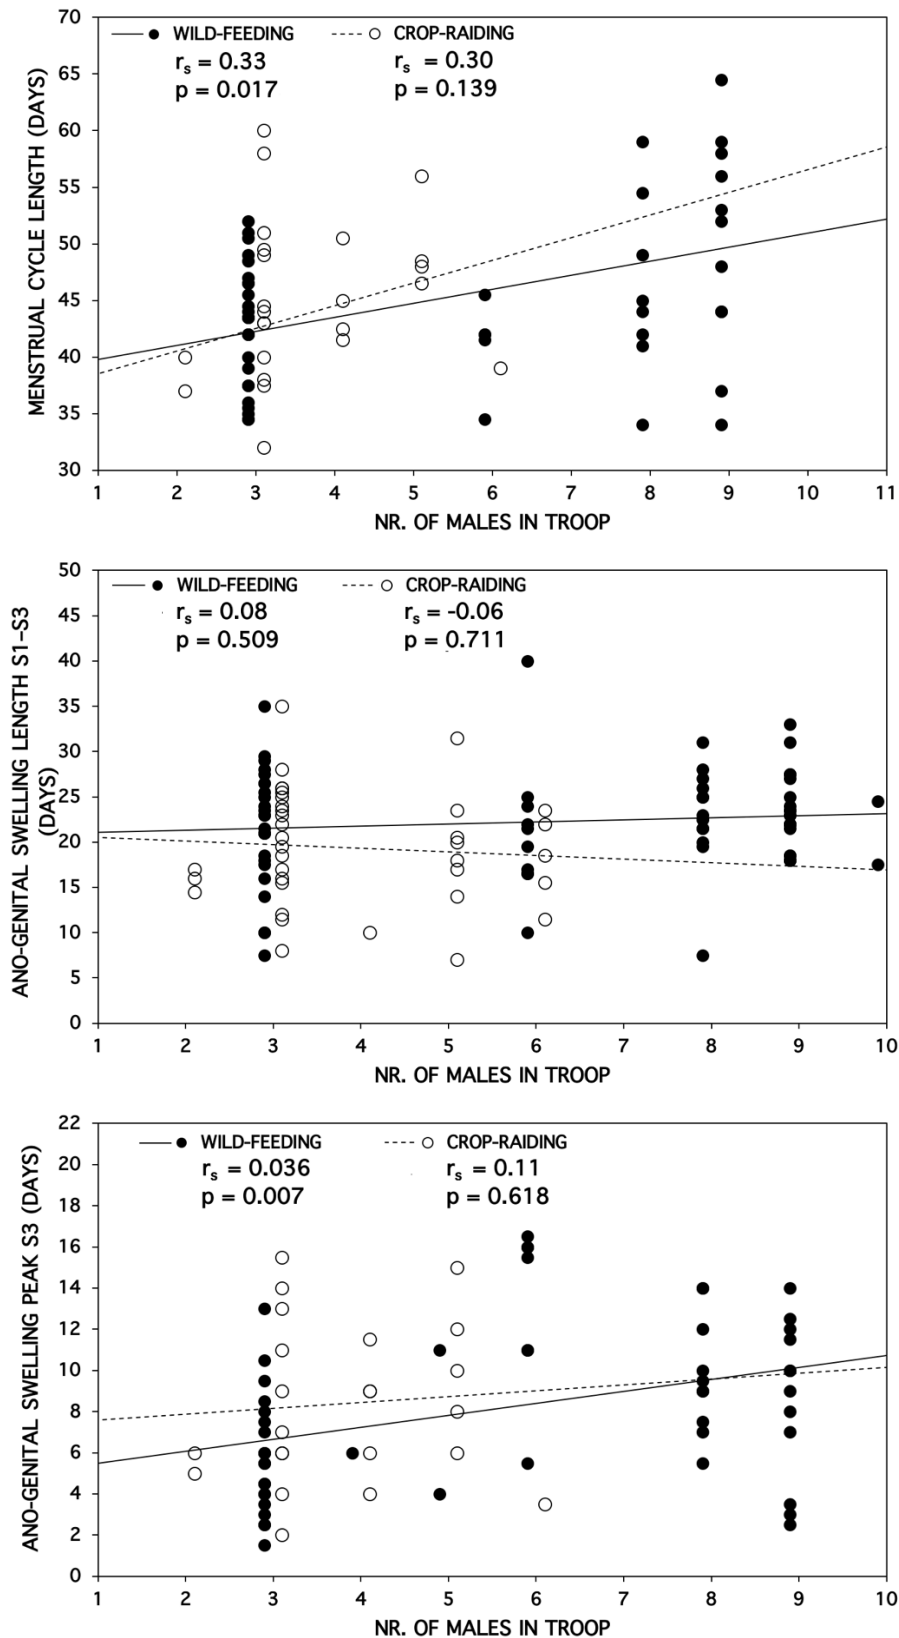 WILD-FEEDING CROP-RAIDING
rs = 0.33 rs = 0.30
p = 0.017 p = 0.139
MENSTRUAL CYCLE LENGTH (DAYS)
70
65
60
55
50
45
40
35
30
1 2 3 4 5 6 7 8 9 10 11
NR. OF MALES IN TROOP
WILD-FEEDING CROP-RAIDING
rs = 0.08 rs = -0.06
p = 0.509 p = 0.711
ANO-GENITAL SWELLING LENGTH S1–S3
(DAYS)
50
45
40
35
30
25
20
15
10
5
0
1 2 3 4 5 6 7 8 9 10
NR. OF MALES IN TROOP
WILD-FEEDING CROP-RAIDING
rs = 0.036 rs = 0.11
p = 0.007 p = 0.618
ANO-GENITAL SWELLING PEAK S3 (DAYS)
22
20
18
16
14
12
10
8
6
4
2
0
1 2 3 4 5 6 7 8 9 10
NR. OF MALES IN TROOP